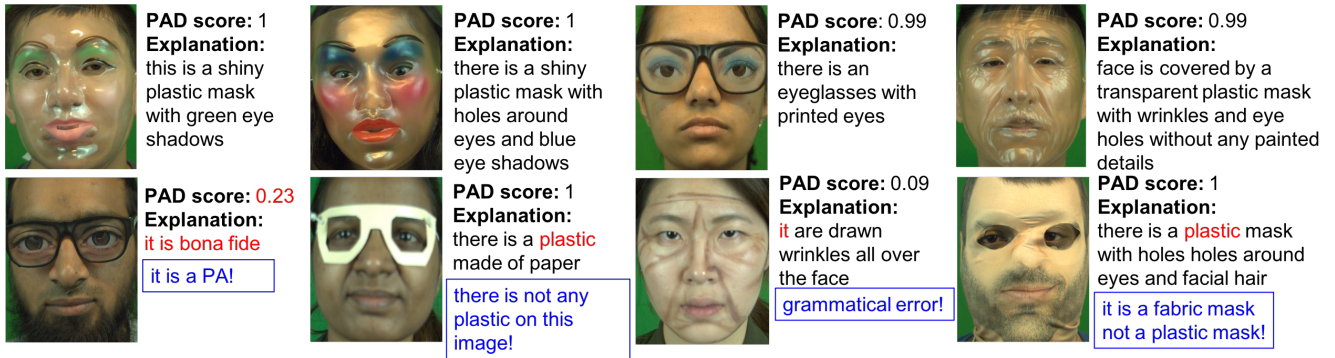 PAD score: 1
Explanation:
this is a shiny
plastic mask
with green eye
shadows
PAD score: 1
Explanation:
there is a shiny
plastic mask with
holes around
eyes and blue
eye shadows
PAD score: 0.99
Explanation:
there is an
eyeglasses with
printed eyes
PAD score: 0.99
Explanation:
face is covered by a
transparent plastic mask
with wrinkles and eye
holes without any painted
details
PAD score: 0.23
Explanation:
it is bona fide
it is a PA!
PAD score: 1
Explanation:
there is a plastic
made of paper
there is not any
plastic on this
image!
PAD score: 0.09
Explanation:
it are drawn
wrinkles all over
the face
grammatical error!
PAD score: 1
Explanation:
there is a plastic mask
with holes holes around
eyes and facial hair
it is a fabric mask
not a plastic mask!